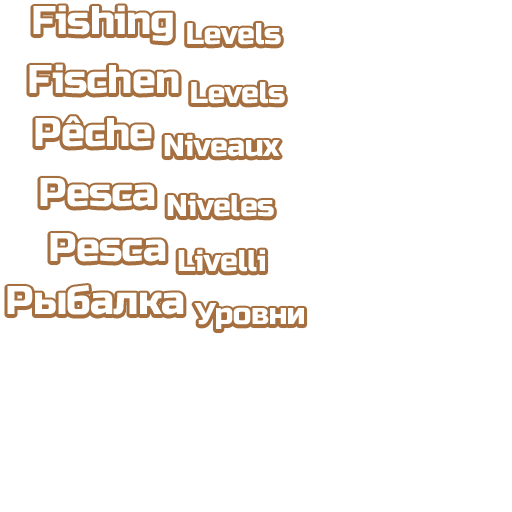 Fishing Levels
Fischen Levels
Pêche Niveaux
Pesca Niveles
Pesca Livelli
Рыбалка Уровни